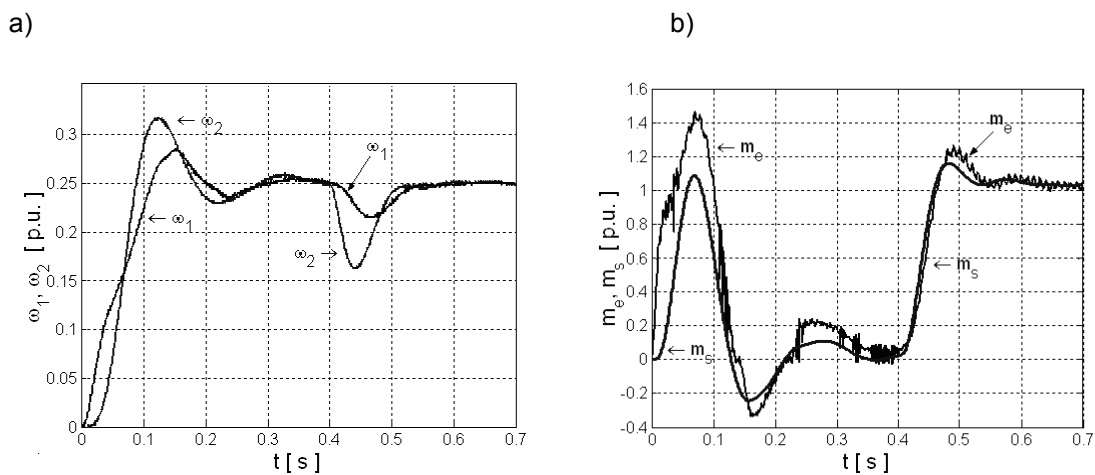 a)
b)
0.3
0.25
0.2
0.15
0.1
0.05
0
ω₁, ω₂ [ p.u. ]
← ω₂
← ω₁
ω₁
ω₂ →
0 0.1 0.2 0.3 0.4 0.5 0.6 0.7
t [ s ]
1.6
1.4
1.2
1
0.8
0.6
0.4
0.2
0
-0.2
-0.4
mₑ, mₛ [ p.u. ]
← mₑ
← mₛ
mₑ
← mₛ
0 0.1 0.2 0.3 0.4 0.5 0.6 0.7
t [ s ]